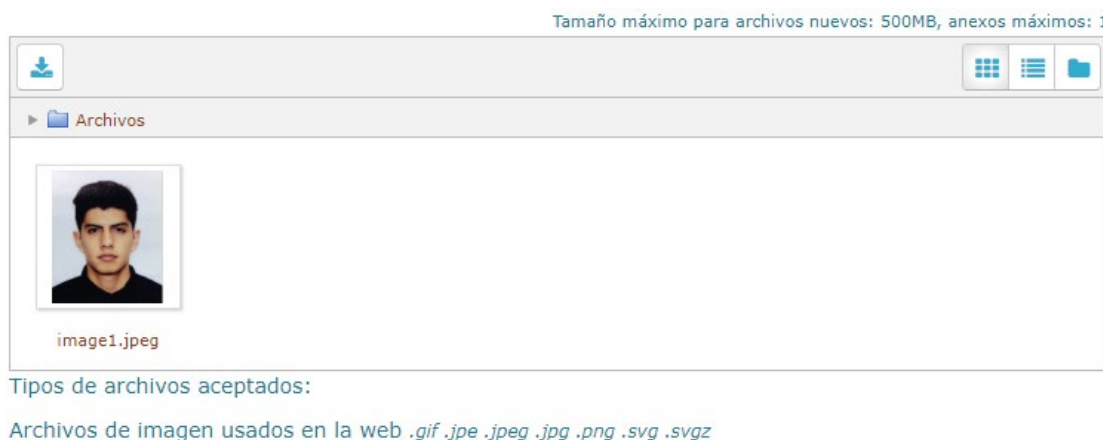 Tamaño máximo para archivos nuevos: 500MB, anexos máximos: 1
Archivos
image1.jpeg
Tipos de archivos aceptados:
Archivos de imagen usados en la web .gif .jpe .jpeg .jpg .png .svg .svgz